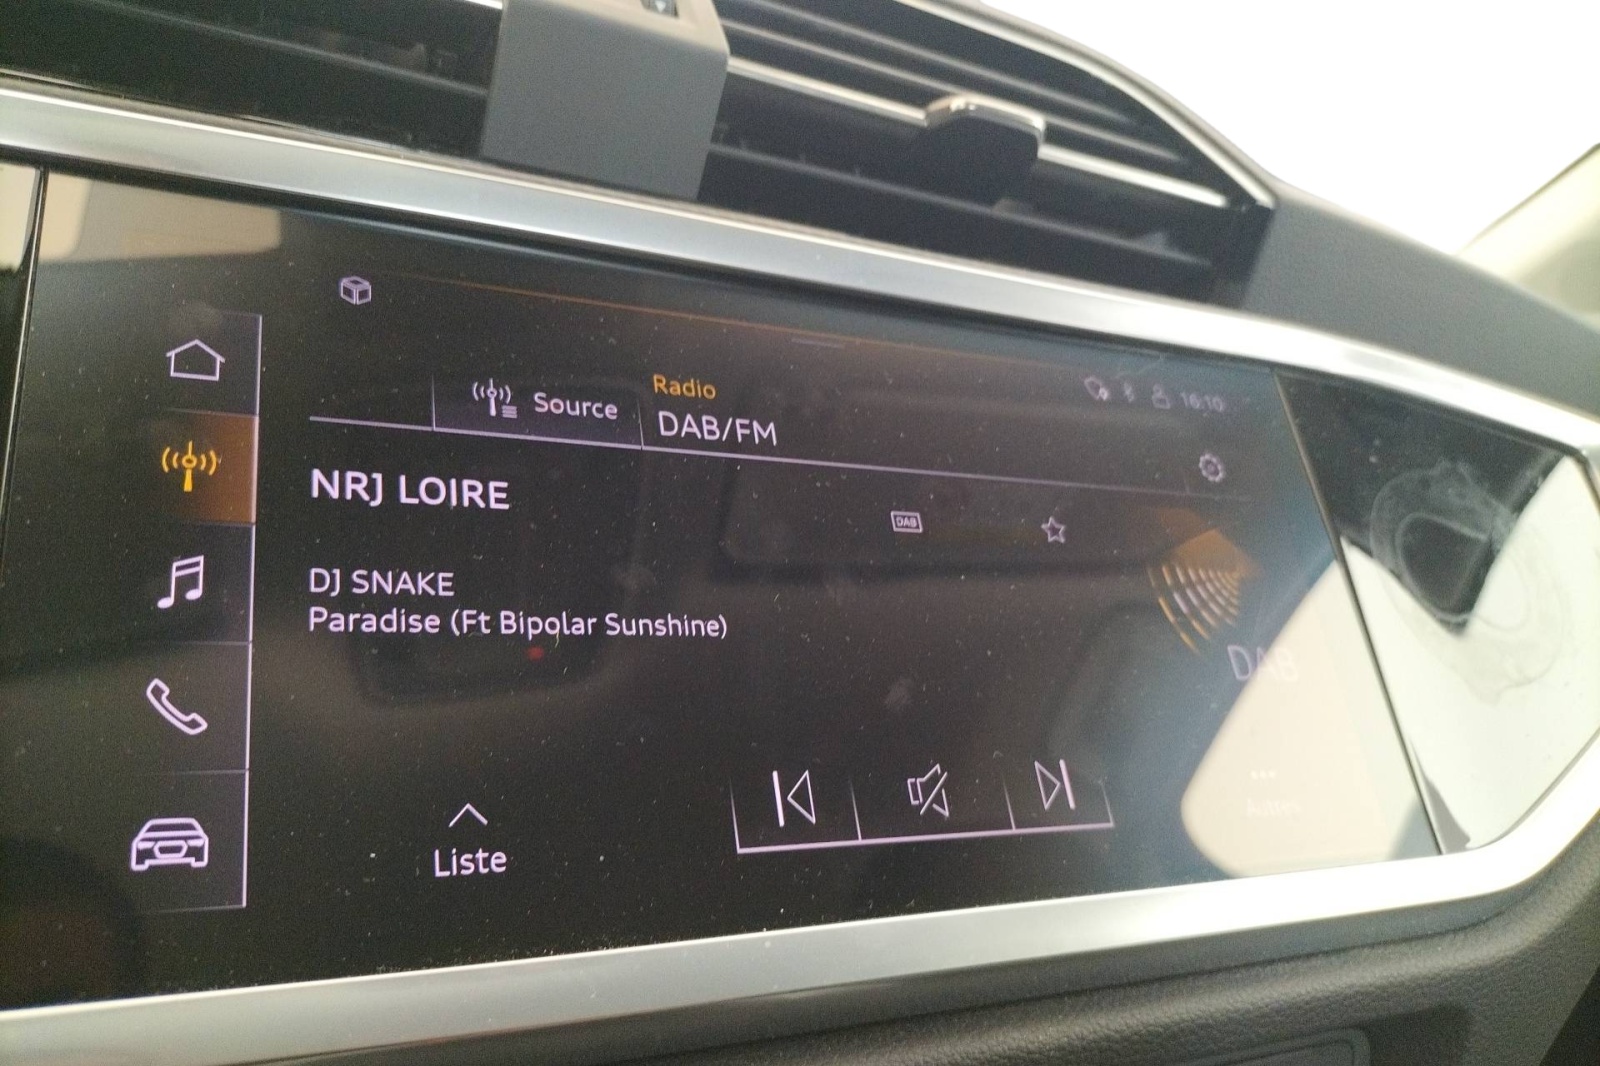 16:10
Source
Radio
DAB/FM
NRJ LOIRE
DAB
DJ SNAKE
Paradise (Ft Bipolar Sunshine)
DAB
Liste